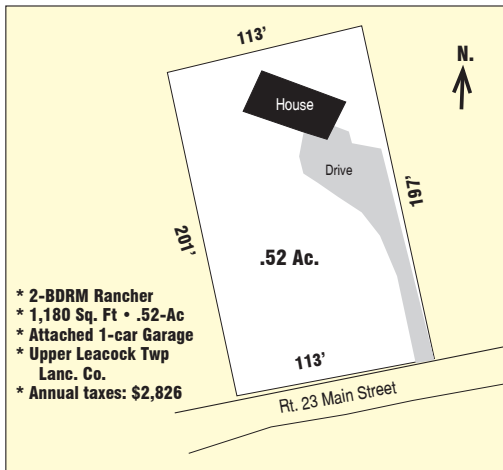 113’
N.
House
Drive
197’
201’
.52 Ac.
* 2-BDRM Rancher
* 1,180 Sq. Ft • .52-Ac
* Attached 1-car Garage
* Upper Leacock Twp
Lanc. Co.
* Annual taxes: $2,826
113’
Rt. 23 Main Street